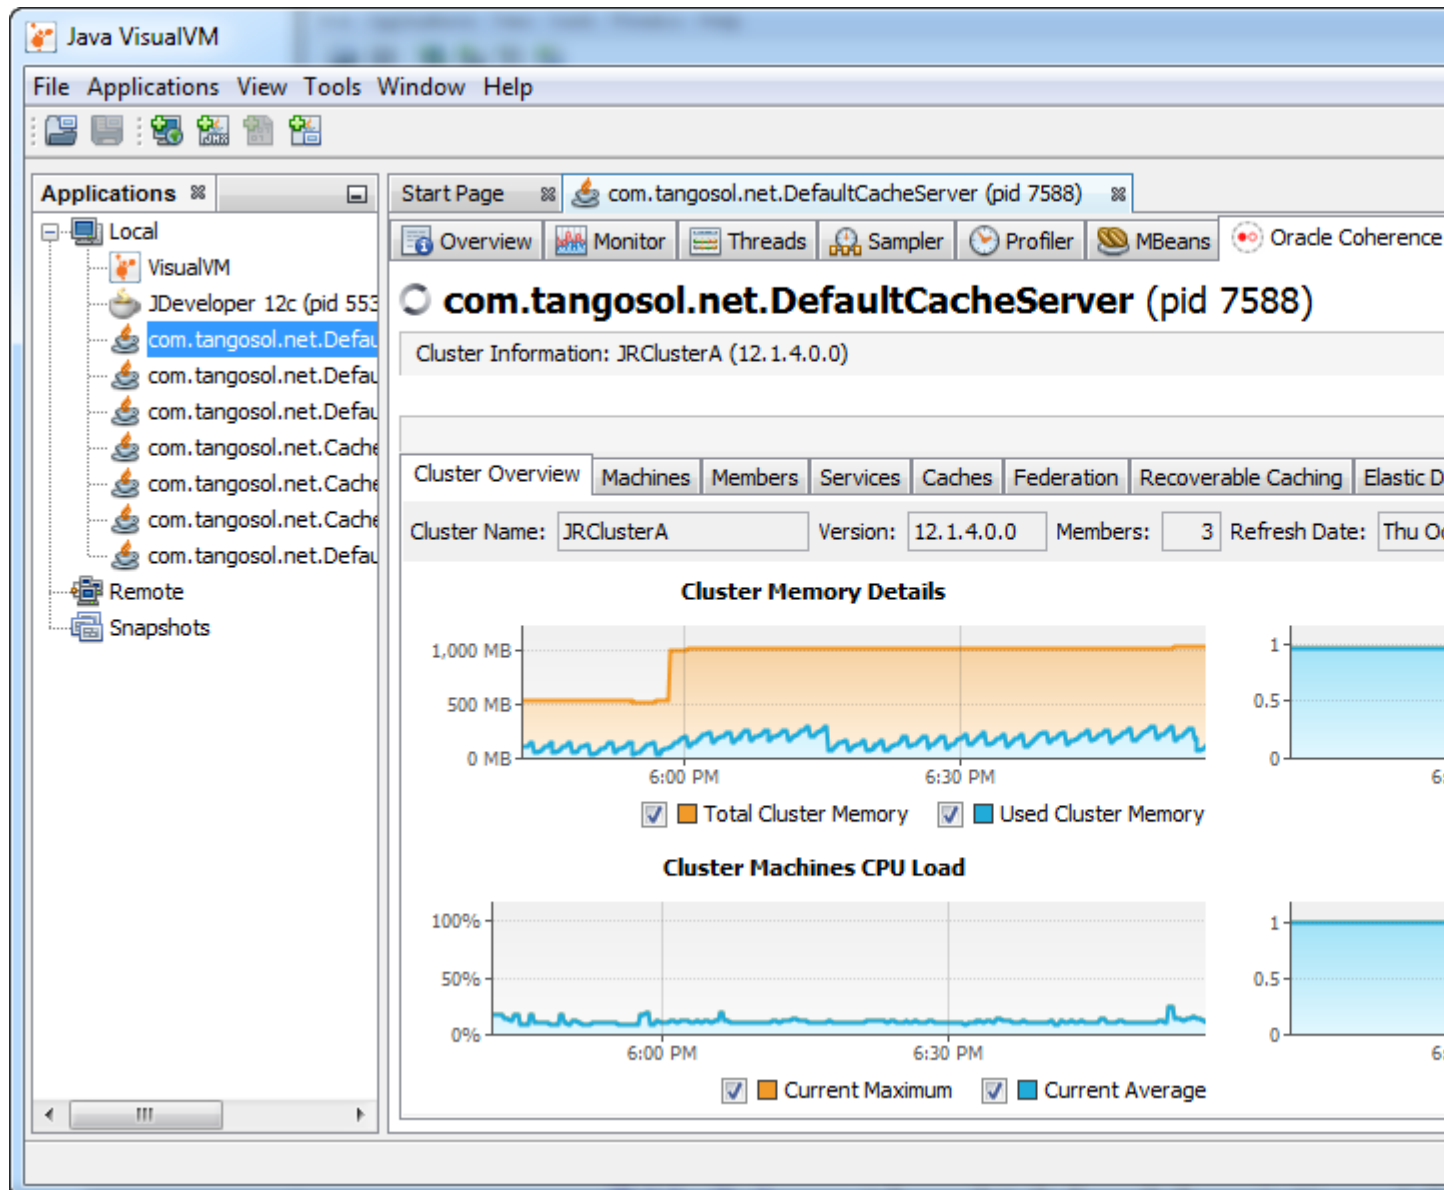 Java VisualVM
File Applications View Tools Window Help
Applications
Start Page com.tangosol.net.DefaultCacheServer (pid 7588)
Local
VisualVM
JDeveloper 12c (pid 553
com.tangosol.net.Defau
com.tangosol.net.Defau
com.tangosol.net.Defau
com.tangosol.net.Cache
com.tangosol.net.Cache
com.tangosol.net.Cache
com.tangosol.net.Defau
Remote
Snapshots
Overview Monitor Threads Sampler Profiler MBeans Oracle Coherence
com.tangosol.net.DefaultCacheServer (pid 7588)
Cluster Information: JRClusterA (12.1.4.0.0)
Cluster Overview Machines Members Services Caches Federation Recoverable Caching Elastic D
Cluster Name: JRClusterA Version: 12.1.4.0.0 Members: 3 Refresh Date: Thu Oc
Cluster Memory Details
1,000 MB
500 MB
0 MB
6:00 PM 6:30 PM
Total Cluster Memory Used Cluster Memory
1
0.5
0
6:
Cluster Machines CPU Load
100%
50%
0%
6:00 PM 6:30 PM
Current Maximum Current Average
1
0.5
0
6: